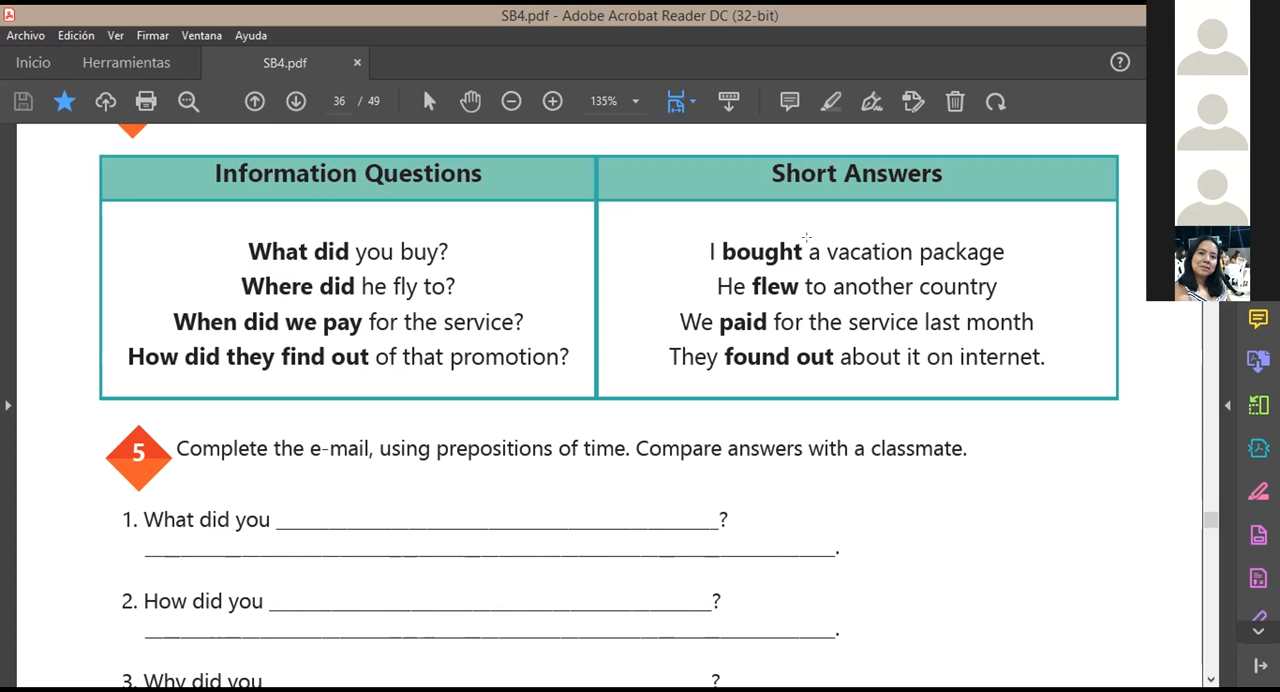 SB4.pdf - Adobe Acrobat Reader DC (32-bit)
Archivo Edición Ver Firmar Ventana Ayuda
Inicio Herramientas SB4.pdf ×
36 / 49 135%
Information Questions
What did you buy?
Where did he fly to?
When did we pay for the service?
How did they find out of that promotion?
Short Answers
I bought a vacation package
He flew to another country
We paid for the service last month
They found out about it on internet.
5 Complete the e-mail, using prepositions of time. Compare answers with a classmate.
1. What did you ________________________________________?
________________________________________.
2. How did you ________________________________________?
________________________________________.
3. Why did you ________________________________________?